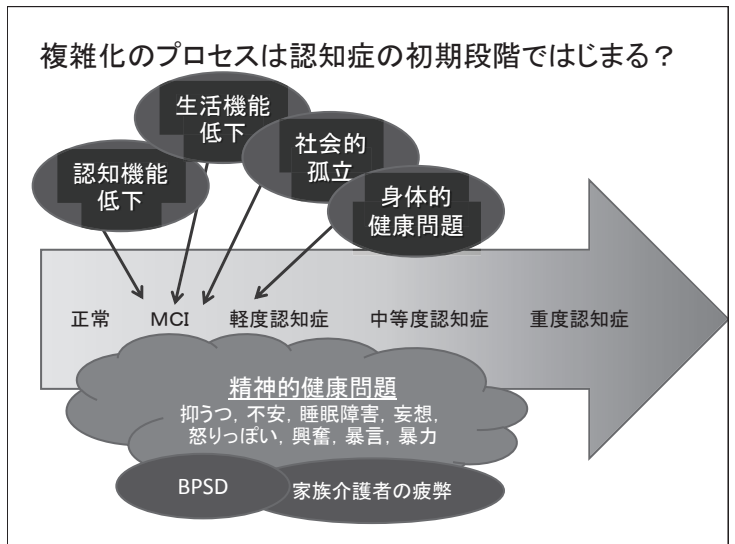 複雑化のプロセスは認知症の初期段階ではじまる？
生活機能
低下
社会的
孤立
認知機能
低下
身体的
健康問題
正常 MCI 軽度認知症 中等度認知症 重度認知症
精神的健康問題
抑うつ, 不安, 睡眠障害, 妄想,
怒りっぽい, 興奮, 暴言, 暴力
BPSD
家族介護者の疲弊